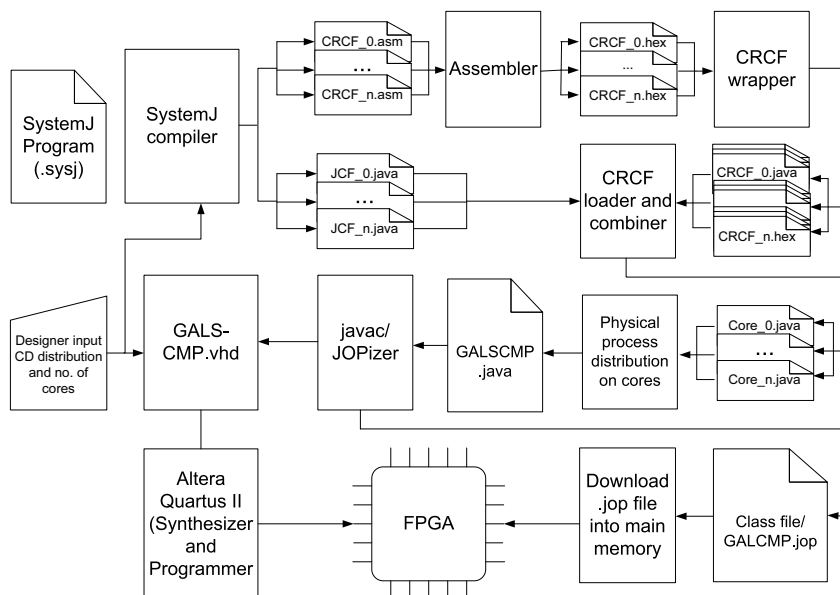 SystemJ
Program
(.sysj)
SystemJ
compiler
CRCF_0.asm
...
CRCF_n.asm
Assembler
CRCF_0.hex
...
CRCF_n.hex
CRCF
wrapper
JCF_0.java
...
JCF_n.java
CRCF
loader and
combiner
CRCF_0.java
CRCF_n.hex
Designer input
CD distribution
and no. of
cores
GALS-
CMP.vhd
javac/
JOPizer
GALSCMP
.java
Physical
process
distribution
on cores
Core_0.java
...
Core_n.java
Altera
Quartus II
(Synthesizer
and
Programmer
FPGA
Download
.jop file
into main
memory
Class file/
GALCMP.jop